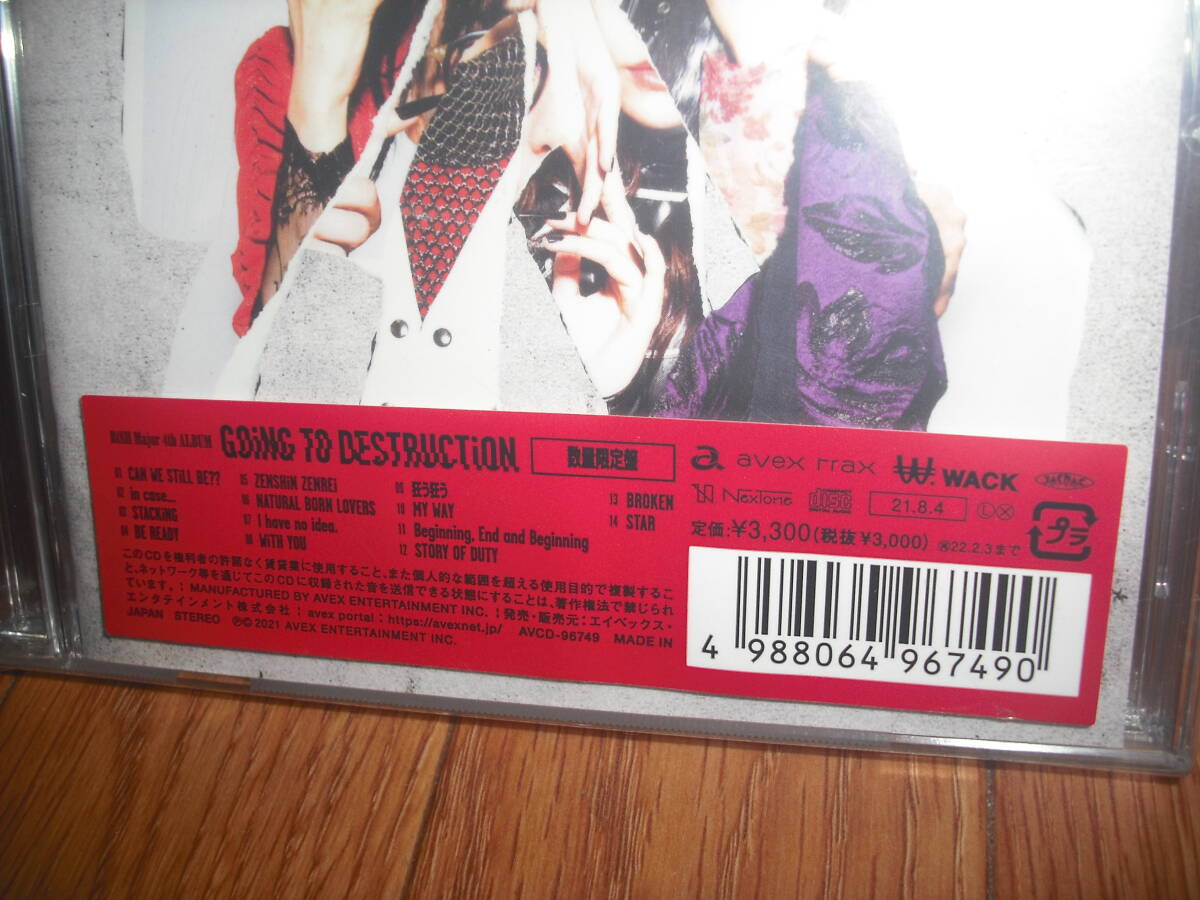 BiSH Major 4th ALBUM GOiNG TO DESTRUCTiON 数量限定盤
01 CAN WE STILL BE??
02 in case...
03 STACKiNG
04 BE READY
05 ZENSHiN ZENREi
06 NATURAL BORN LOVERS
07 I have no idea.
08 WiTH YOU
09 狂う狂う
10 MY WAY
11 Beginning, End and Beginning
12 STORY OF DUTY
13 BROKEN
14 STAR
このCDを権利者の許諾なく賃貸業に使用すること、また個人的な範囲を超える使用目的で複製するこ
と、ネットワーク等を通じてこのCDに収録された音を送信できる状態にすることは、著作権法で禁じられ
ています。¦MANUFACTURED BY AVEX ENTERTAINMENT INC.¦発売・販売元：エイベックス・
エンタテインメント株式会社¦avex portal：https://avexnet.jp/ AVCD-96749 MADE IN
JAPAN STEREO Ⓟ© 2021 AVEX ENTERTAINMENT INC.
a avex trax W. WACK JASRAC
N NexTone COMPACT disc DIGITAL AUDIO 21.8.4 Ⓛ Ⓧ プラ
定価:¥3,300(税抜¥3,000) 22.2.3まで
4 988064 967490
*